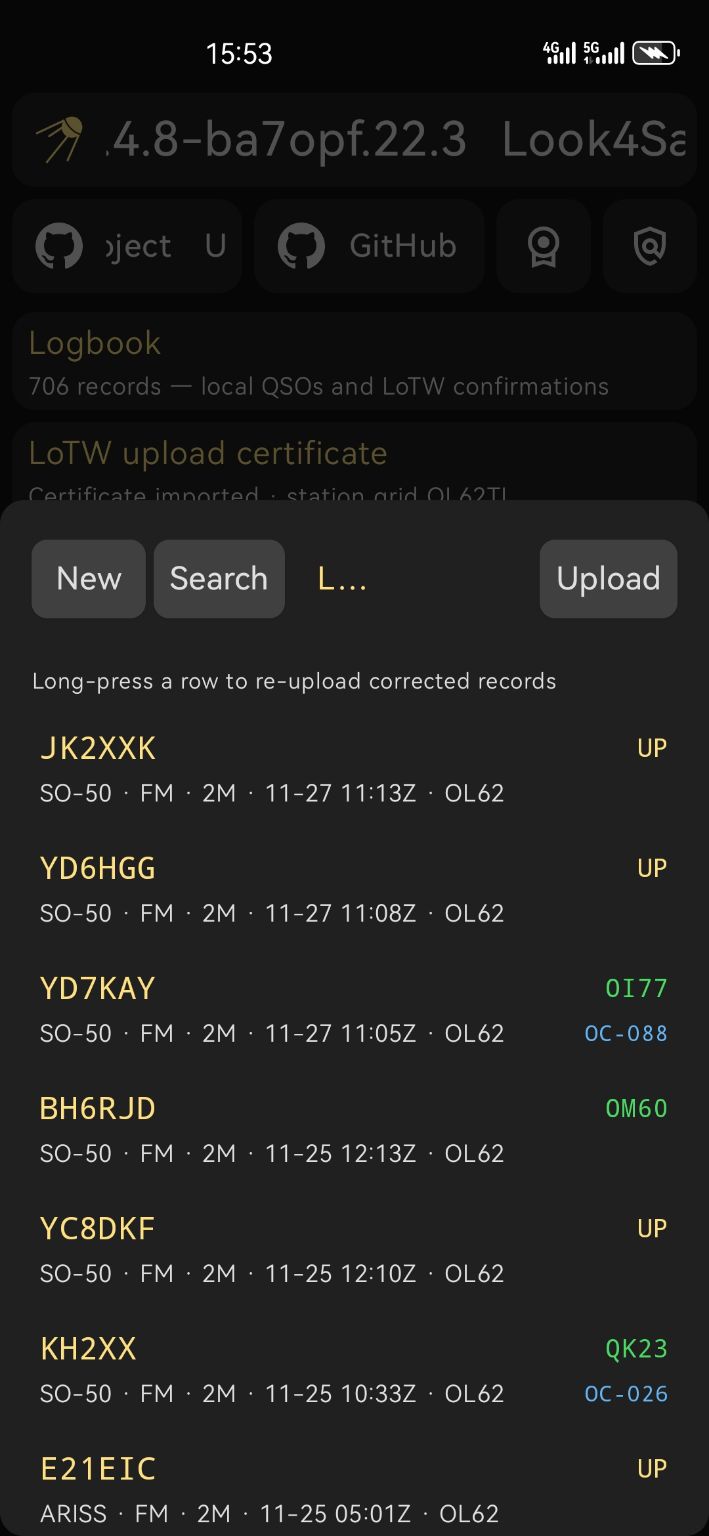 15:53 4G 5G
.4.8-ba7opf.22.3 Look4Sa
oject U GitHub
Logbook
706 records — local QSOs and LoTW confirmations
LoTW upload certificate
Certificate imported · station grid OL62TL
New Search L... Upload
Long-press a row to re-upload corrected records
JK2XXK UP
SO-50 · FM · 2M · 11-27 11:13Z · OL62
YD6HGG UP
SO-50 · FM · 2M · 11-27 11:08Z · OL62
YD7KAY OI77
SO-50 · FM · 2M · 11-27 11:05Z · OL62 OC-088
BH6RJD OM60
SO-50 · FM · 2M · 11-25 12:13Z · OL62
YC8DKF UP
SO-50 · FM · 2M · 11-25 12:10Z · OL62
KH2XX QK23
SO-50 · FM · 2M · 11-25 10:33Z · OL62 OC-026
E21EIC UP
ARISS · FM · 2M · 11-25 05:01Z · OL62